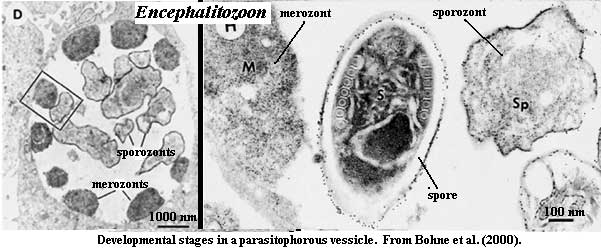 D
Encephalitozoon
H
merozont
sporozont
M
S
Sp
sporozonts
merozonts
spore
1000 nm
100 nm
Developmental stages in a parasitophorous vessicle. From Bohne et al. (2000).